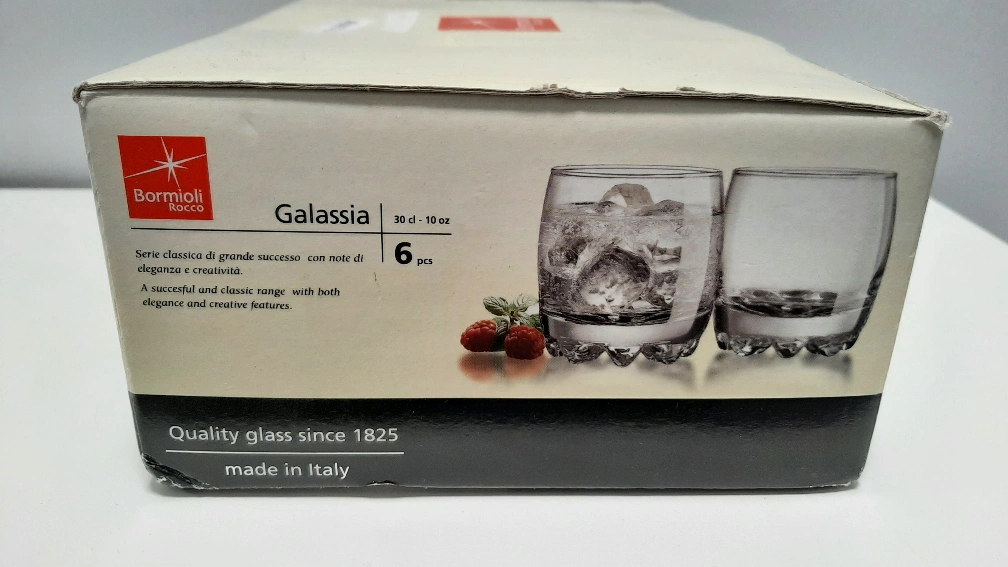 Bormioli
Rocco
Galassia
30 cl - 10 oz
6 pcs
Serie classica di grande successo con note di
eleganza e creatività.
A succesful and classic range with both
elegance and creative features.
Quality glass since 1825
made in Italy